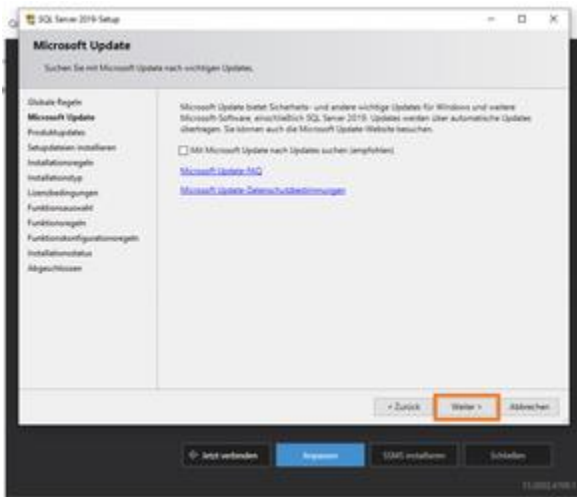 SQL Server 2019-Setup
Microsoft Update
Suchen Sie mit Microsoft Update nach wichtigen Updates.
Globale Regeln
Microsoft Update
Produktupdates
Setupdateien installieren
Installationsregeln
Installationstyp
Lizenzbedingungen
Funktionsauswahl
Funktionsregeln
Funktionskonfigurationsregeln
Installationsstatus
Abgeschlossen
Microsoft Update bietet Sicherheits- und andere wichtige Updates für Windows und weitere
Microsoft-Software, einschließlich SQL Server 2019. Updates werden über automatische Updates
übertragen. Sie können auch die Microsoft Update-Website besuchen.
Mit Microsoft Update nach Updates suchen (empfohlen)
Microsoft Update-FAQ
Microsoft Update-Datenschutzbestimmungen
< Zurück
Weiter >
Abbrechen
Jetzt verbinden
Anpassen
SSMS installieren
Schließen